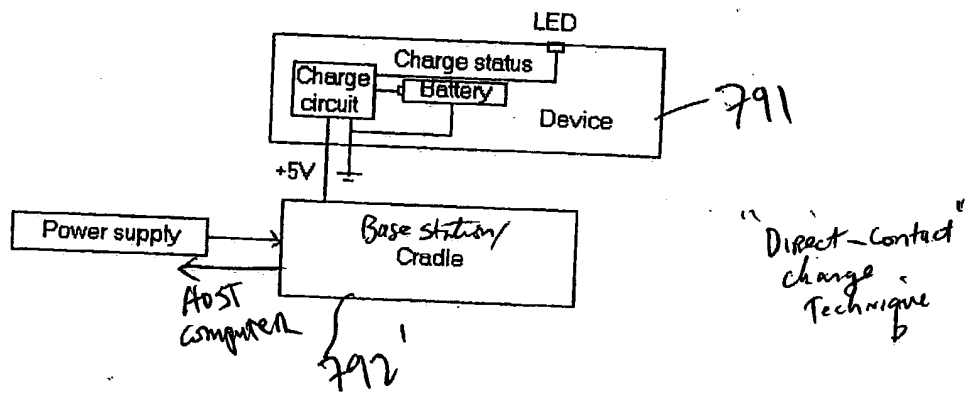 LED
Charge status
Charge
circuit
Battery
Device
791
+5V
Power supply
Base station/
Cradle
HOST
computer
792'
"Direct-Contact"
charge
Technique